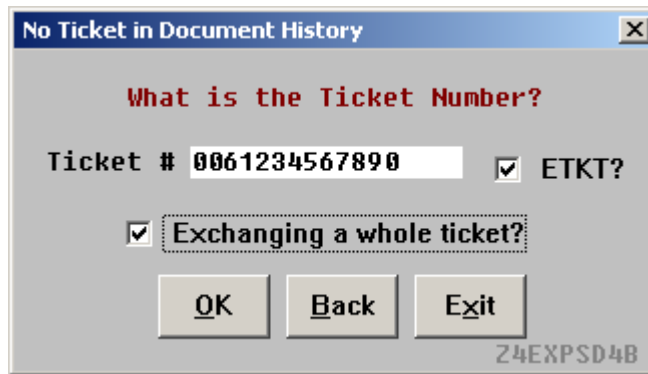 No Ticket in Document History
What is the Ticket Number?
Ticket # 0061234567890 ETKT?
Exchanging a whole ticket?
OK Back Exit
Z4EXPSD4B